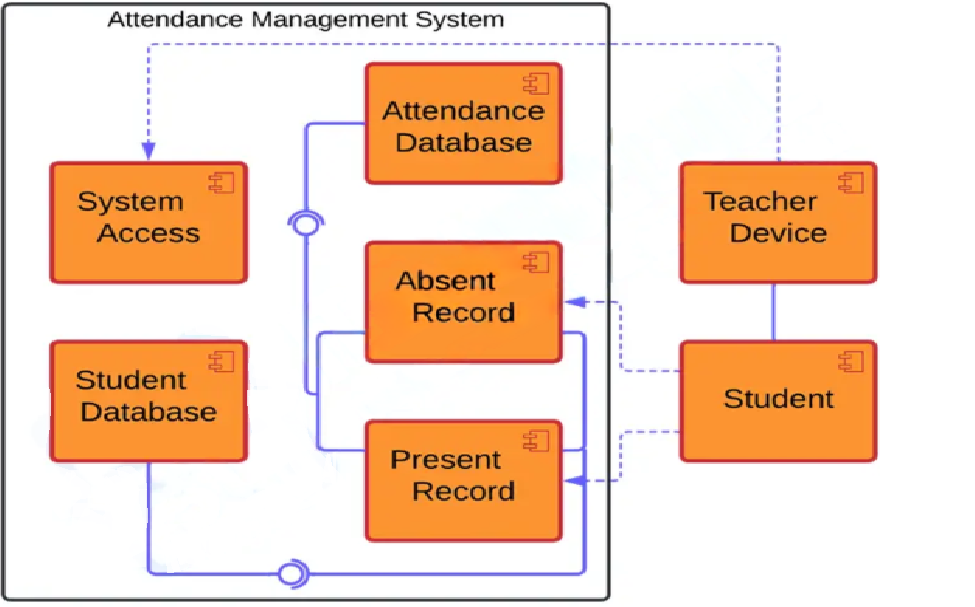 Attendance Management System
Attendance
Database
System
Access
Teacher
Device
Absent
Record
Student
Database
Student
Present
Record